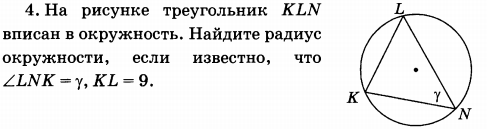 4. На рисунке треугольник KLN
вписан в окружность. Найдите радиус
окружности, если известно, что
∠LNK = γ, KL = 9.
L
K
γ
N